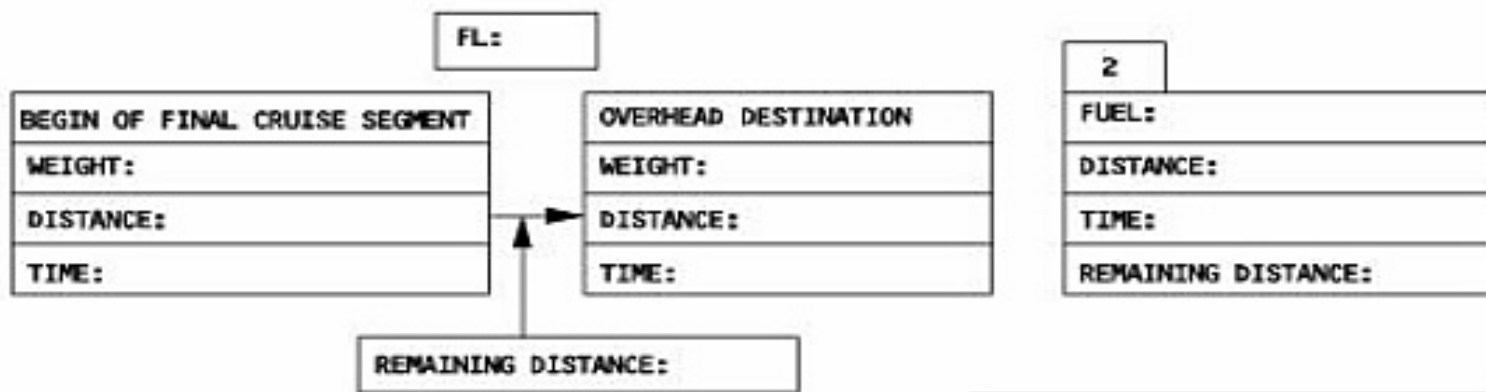 FL:
BEGIN OF FINAL CRUISE SEGMENT
WEIGHT:
DISTANCE:
TIME:
OVERHEAD DESTINATION
WEIGHT:
DISTANCE:
TIME:
2
FUEL:
DISTANCE:
TIME:
REMAINING DISTANCE:
REMAINING DISTANCE: